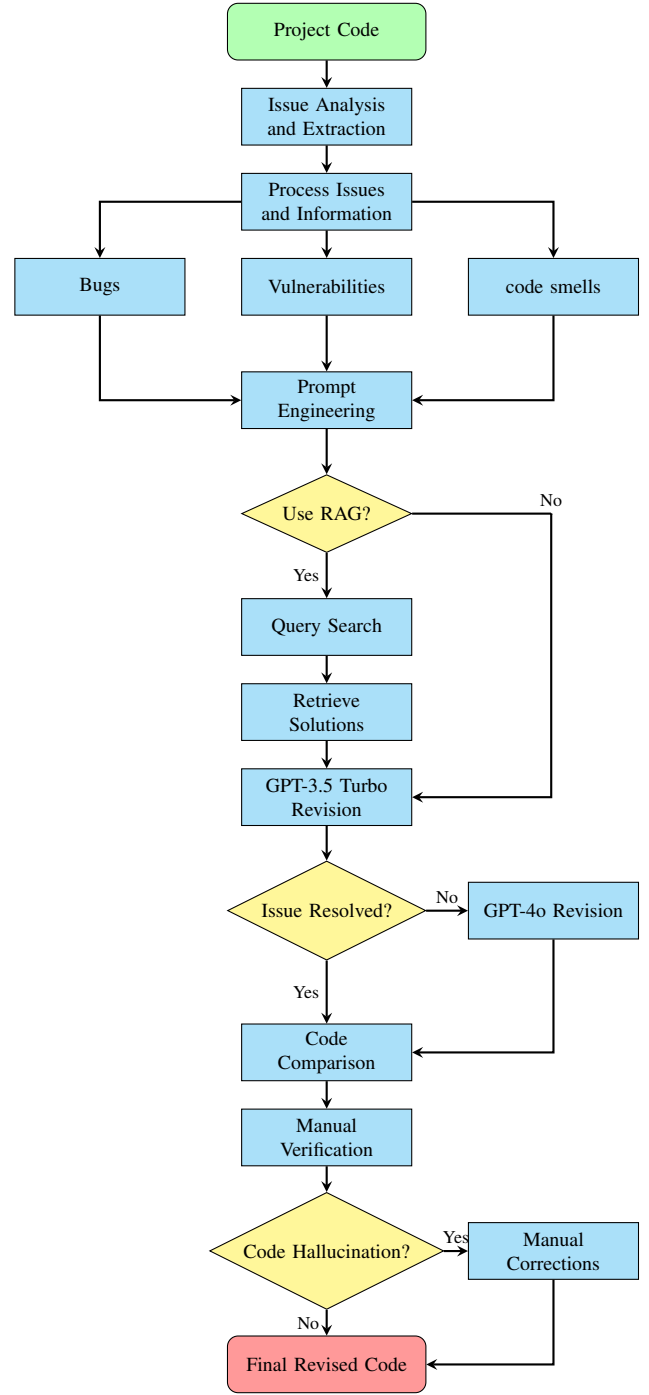 Project Code
Issue Analysis
and Extraction
Process Issues
and Information
Bugs
Vulnerabilities
code smells
Prompt
Engineering
Use RAG?
No
Yes
Query Search
Retrieve
Solutions
GPT-3.5 Turbo
Revision
Issue Resolved?
No
GPT-4o Revision
Yes
Code
Comparison
Manual
Verification
Code Hallucination?
Yes
Manual
Corrections
No
Final Revised Code